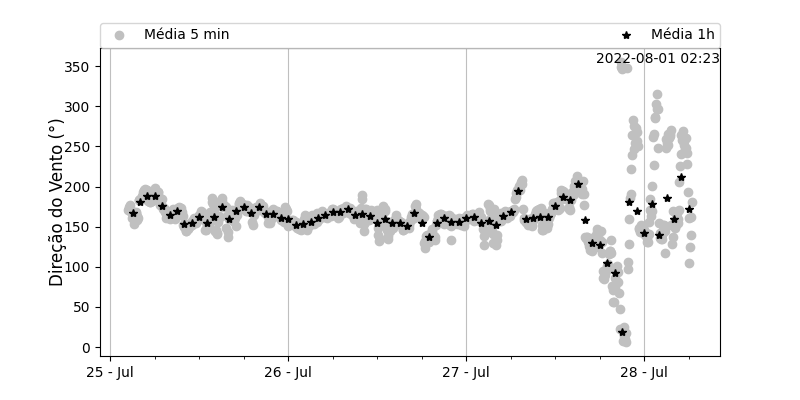 Média 5 min
Média 1h
2022-08-01 02:23
Direção do Vento (°)
350
300
250
200
150
100
50
0
25 - Jul
26 - Jul
27 - Jul
28 - Jul